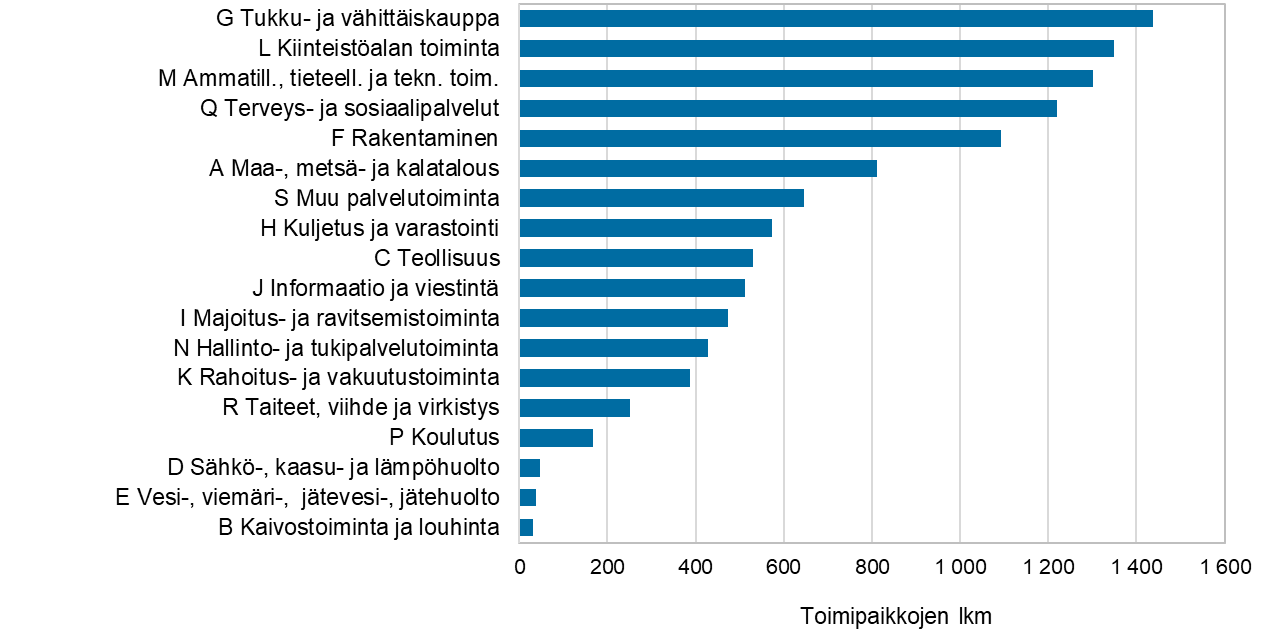 G Tukku- ja vähittäiskauppa
L Kiinteistöalan toiminta
M Ammatill., tieteell. ja tekn. toim.
Q Terveys- ja sosiaalipalvelut
F Rakentaminen
A Maa-, metsä- ja kalatalous
S Muu palvelutoiminta
H Kuljetus ja varastointi
C Teollisuus
J Informaatio ja viestintä
I Majoitus- ja ravitsemistoiminta
N Hallinto- ja tukipalvelutoiminta
K Rahoitus- ja vakuutustoiminta
R Taiteet, viihde ja virkistys
P Koulutus
D Sähkö-, kaasu- ja lämpöhuolto
E Vesi-, viemäri-,  jätevesi-, jätehuolto
B Kaivostoiminta ja louhinta
0 200 400 600 800 1 000 1 200 1 400 1 600
Toimipaikkojen lkm